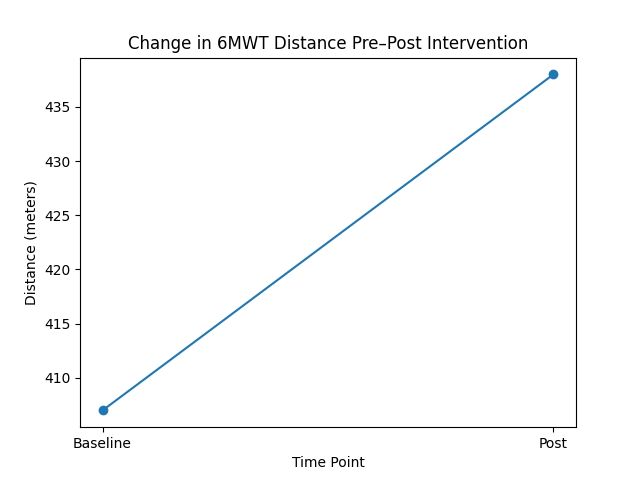 Change in 6MWT Distance Pre–Post Intervention
Distance (meters)
435
430
425
420
415
410
Baseline
Post
Time Point